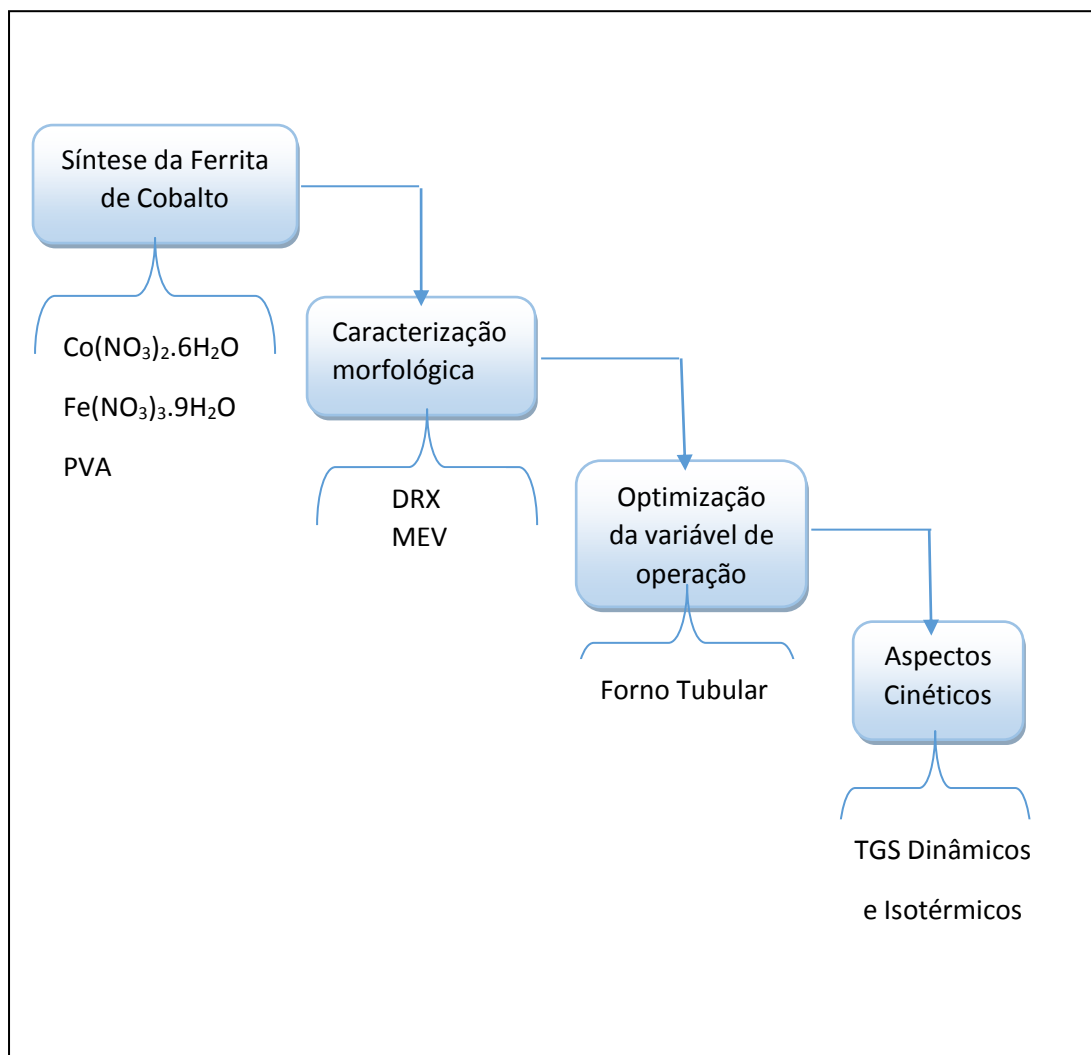 Síntese da Ferrita
de Cobalto
Co(NO₃)₂.6H₂O
Fe(NO₃)₃.9H₂O
PVA
Caracterização
morfológica
DRX
MEV
Optimização
da variável de
operação
Forno Tubular
Aspectos
Cinéticos
TGS Dinâmicos
e Isotérmicos